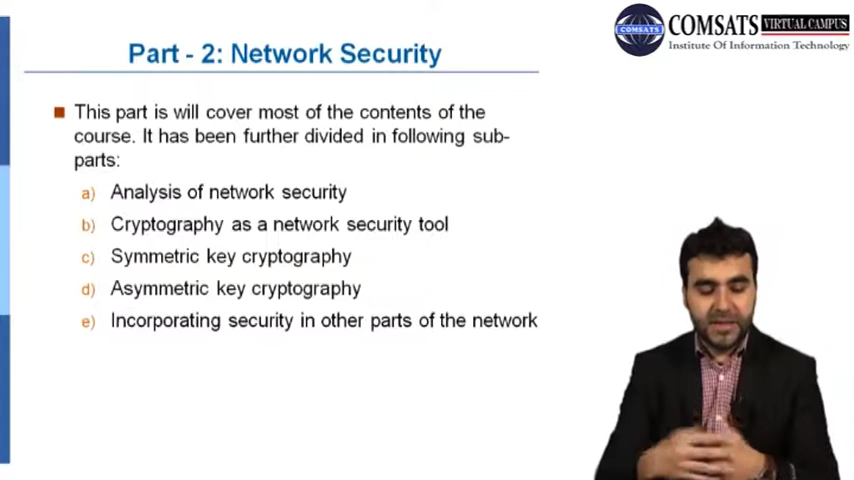 COMSATS VIRTUAL CAMPUS
COMSATS
Institute Of Information Technology
Part - 2: Network Security
This part is will cover most of the contents of the
course. It has been further divided in following sub-
parts:
a) Analysis of network security
b) Cryptography as a network security tool
c) Symmetric key cryptography
d) Asymmetric key cryptography
e) Incorporating security in other parts of the network